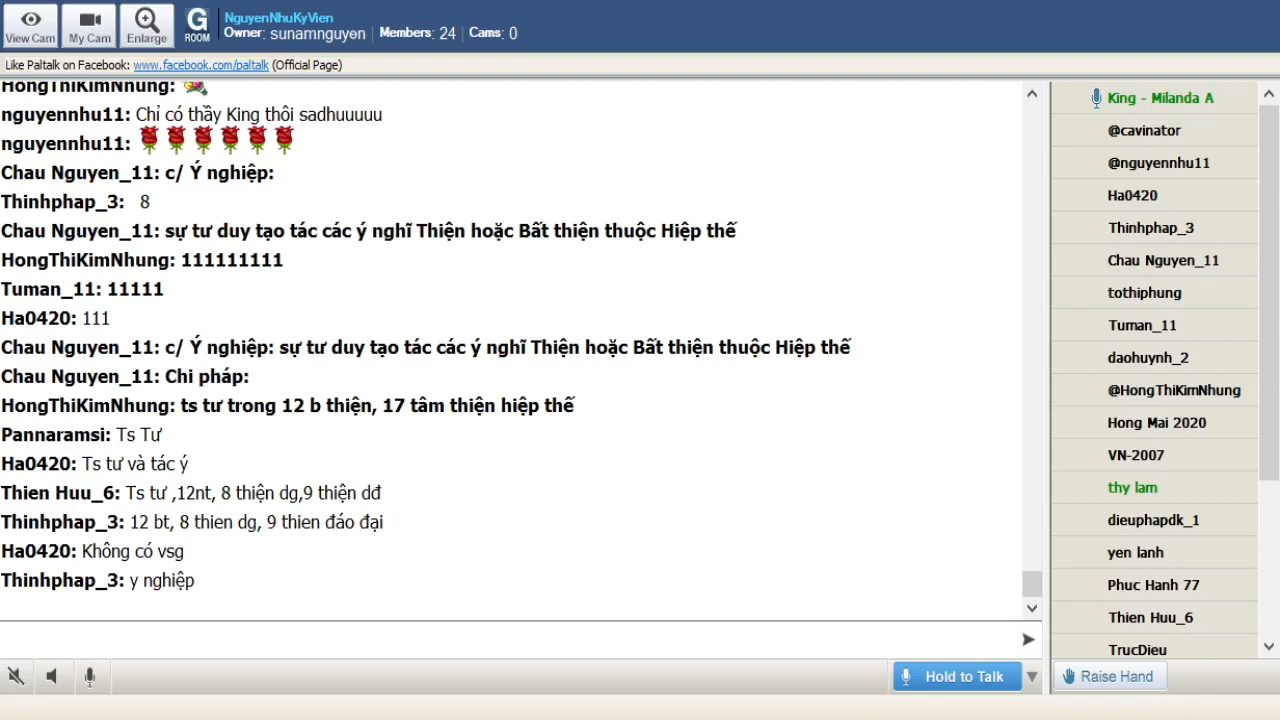 View Cam
My Cam
Enlarge
G
ROOM
NguyenNhuKyVien
Owner: sunamnguyen Members: 24 Cams: 0
Like Paltalk on Facebook: www.facebook.com/paltalk (Official Page)
HongThiKimNhung:
nguyennhu11: Chỉ có thầy King thôi sadhuuuuu
nguyennhu11:
Chau Nguyen_11: c/ Ý nghiệp:
Thinhphap_3: 8
Chau Nguyen_11: sự tư duy tạo tác các ý nghĩ Thiện hoặc Bất thiện thuộc Hiệp thế
HongThiKimNhung: 111111111
Tuman_11: 11111
Ha0420: 111
Chau Nguyen_11: c/ Ý nghiệp: sự tư duy tạo tác các ý nghĩ Thiện hoặc Bất thiện thuộc Hiệp thế
Chau Nguyen_11: Chi pháp:
HongThiKimNhung: ts tư trong 12 b thiện, 17 tâm thiện hiệp thế
Pannaramsi: Ts Tư
Ha0420: Ts tư và tác ý
Thien Huu_6: Ts tư ,12nt, 8 thiện dg,9 thiện dđ
Thinhphap_3: 12 bt, 8 thien dg, 9 thien đáo đại
Ha0420: Không có vsg
Thinhphap_3: y nghiệp
Hold to Talk
King - Milanda A
@cavinator
@nguyennhu11
Ha0420
Thinhphap_3
Chau Nguyen_11
tothiphung
Tuman_11
daohuynh_2
@HongThiKimNhung
Hong Mai 2020
VN-2007
thy lam
dieuphapdk_1
yen lanh
Phuc Hanh 77
Thien Huu_6
TrucDieu
Raise Hand